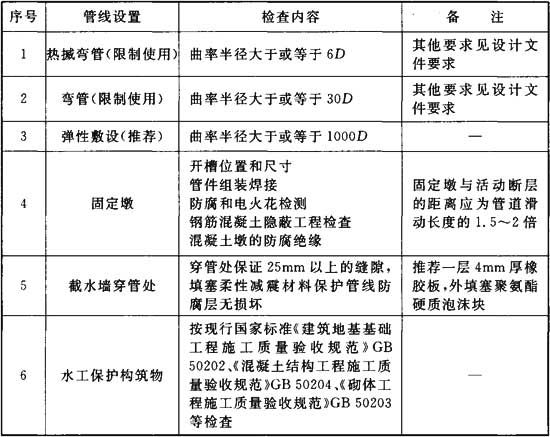 序号 管线设置 检查内容 备 注
1 热揻弯管(限制使用) 曲率半径大于或等于 6D 其他要求见设计文
件要求
2 弯管(限制使用) 曲率半径大于或等于 30D 其他要求见设计文
件要求
3 弹性敷设(推荐) 曲率半径大于或等于 1000D —
4 固定墩
开槽位置和尺寸
管件组装焊接
防腐和电火花检测
钢筋混凝土隐蔽工程检查
混凝土墩的防腐绝缘
固定墩与活动断层
的距离应为管道滑
动长度的 1.5~2 倍
5 截水墙穿管处
穿管处保证 25mm 以上的缝隙,
填塞柔性减震材料保护管线防
腐层无损坏
推荐一层 4mm 厚橡
胶板,外填塞聚氨酯
硬质泡沫块
6 水工保护构筑物
按现行国家标准《建筑地基基础
工程施工质量验收规范》GB
50202、《混凝土结构工程施工质
量验收规范》GB 50204、《砌体工
程施工质量验收规范》GB 50203
等检查
—